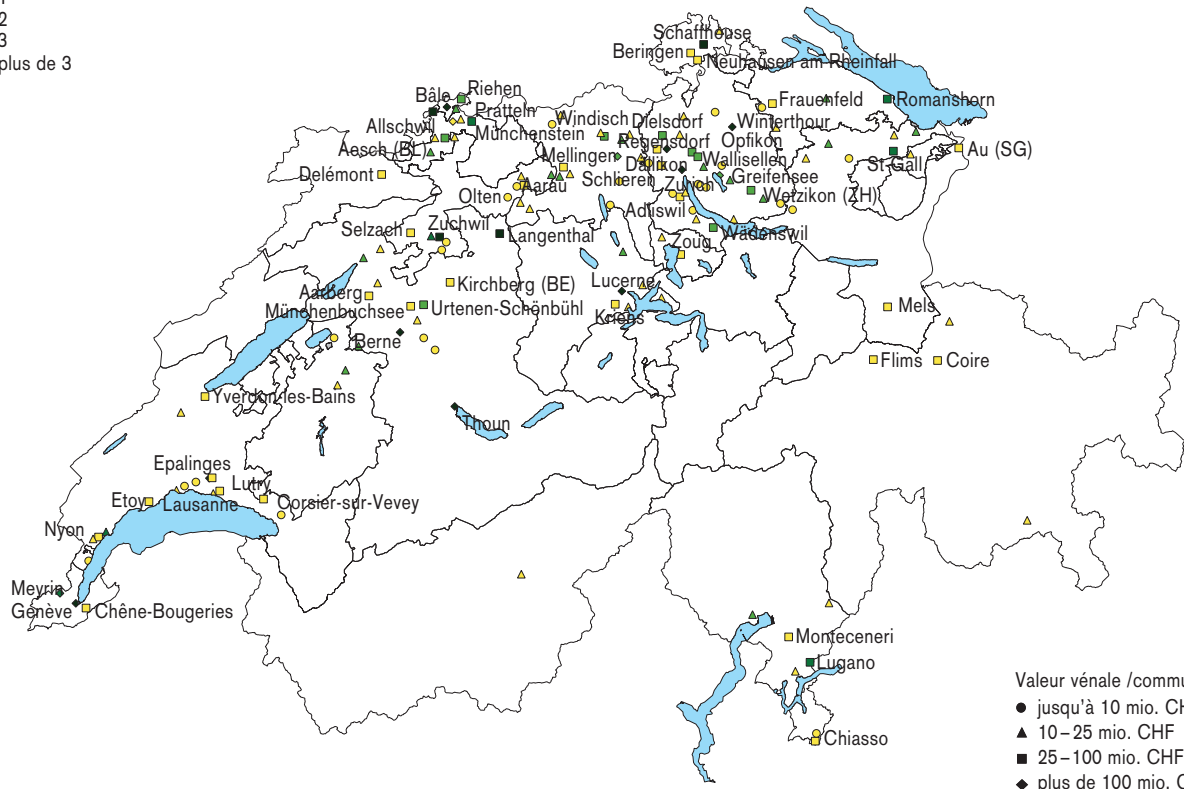 2
3
plus de 3
Schaffhouse
Beringen
Neuhausen am Rheinfall
Riehen
Bâle
Pratteln
Allschwil
Münchenstein
Aesch (BL)
Delémont
Windisch
Dielsdorf
Frauenfeld
Romanshorn
Winterthour
Regensdorf
Opfikon
Mellingen
Wallisellen
Dällikon
St-Gall
Au (SG)
Greifensee
Schlieren
Zurich
Aarau
Olten
Wetzikon (ZH)
Adliswil
Wädenswil
Selzach
Zuchwil
Langenthal
Zoug
Kirchberg (BE)
Lucerne
Aarberg
Münchenbuchsee
Urtenen-Schönbühl
Kriens
Mels
Berne
Flims
Coire
Yverdon-les-Bains
Thoun
Epalinges
Lutry
Etoy
Lausanne
Corsier-sur-Vevey
Nyon
Meyrin
Genève
Chêne-Bougeries
Monteceneri
Lugano
Chiasso
Valeur vénale /commu
jusqu'à 10 mio. CH
10–25 mio. CHF
25–100 mio. CHF
plus de 100 mio. C